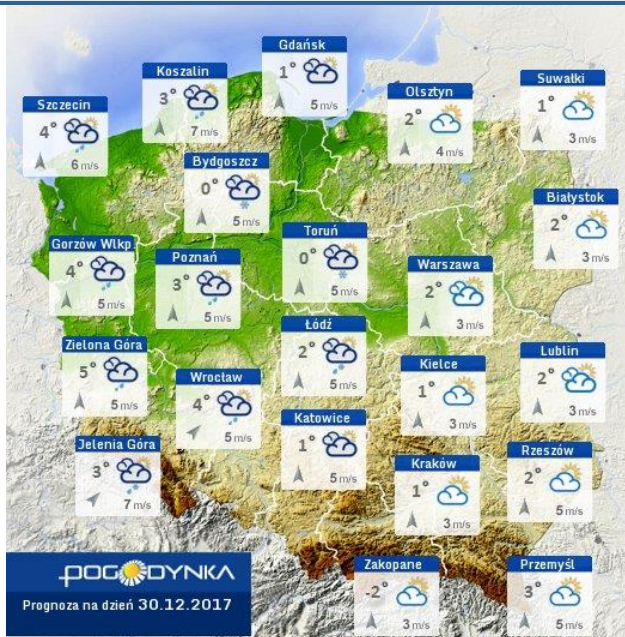 Gdańsk
1°
5 m/s
Koszalin
3°
7 m/s
Suwałki
1°
3 m/s
Olsztyn
2°
4 m/s
Szczecin
4°
6 m/s
Bydgoszcz
0°
5 m/s
Białystok
2°
3 m/s
Toruń
0°
5 m/s
Gorzów Wlkp.
4°
5 m/s
Poznań
3°
5 m/s
Warszawa
2°
3 m/s
Łódź
2°
5 m/s
Zielona Góra
5°
5 m/s
Lublin
2°
3 m/s
Kielce
1°
3 m/s
Wrocław
4°
5 m/s
Katowice
1°
5 m/s
Jelenia Góra
3°
7 m/s
Rzeszów
2°
5 m/s
Kraków
1°
3 m/s
Zakopane
-2°
3 m/s
Przemyśl
3°
5 m/s
POGODYNKA
Prognoza na dzień 30.12.2017